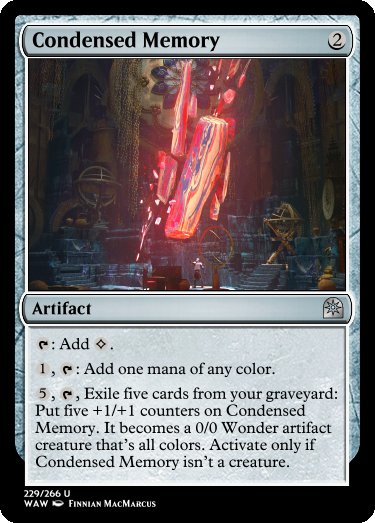 Condensed Memory 2
Artifact
: Add .
1, : Add one mana of any color.
5, , Exile five cards from your graveyard:
Put five +1/+1 counters on Condensed
Memory. It becomes a 0/0 Wonder artifact
creature that's all colors. Activate only if
Condensed Memory isn't a creature.
229/266 U
WAW Finnian MacMarcus